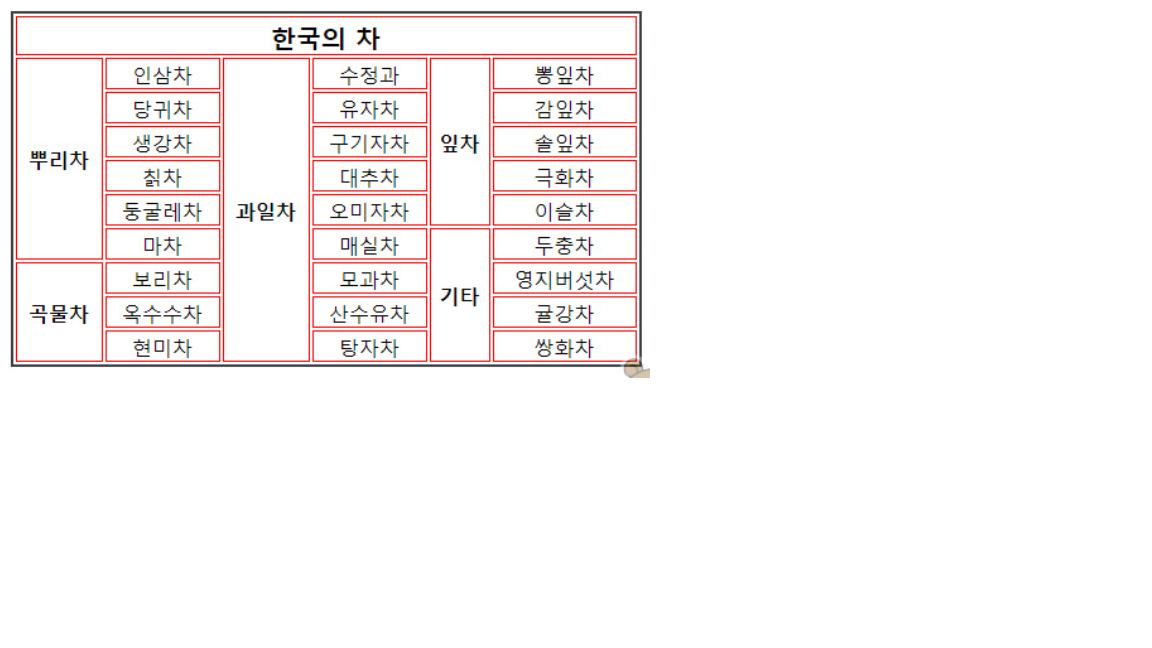 한국의 차
뿌리차 인삼차 과일차 수정과 잎차 뽕잎차
당귀차 유자차 감잎차
생강차 구기자차 솔잎차
칡차 대추차 극화차
둥굴레차 오미자차 이슬차
마차 매실차 기타 두충차
곡물차 보리차 모과차 영지버섯차
옥수수차 산수유차 귤강차
현미차 탕자차 쌍화차